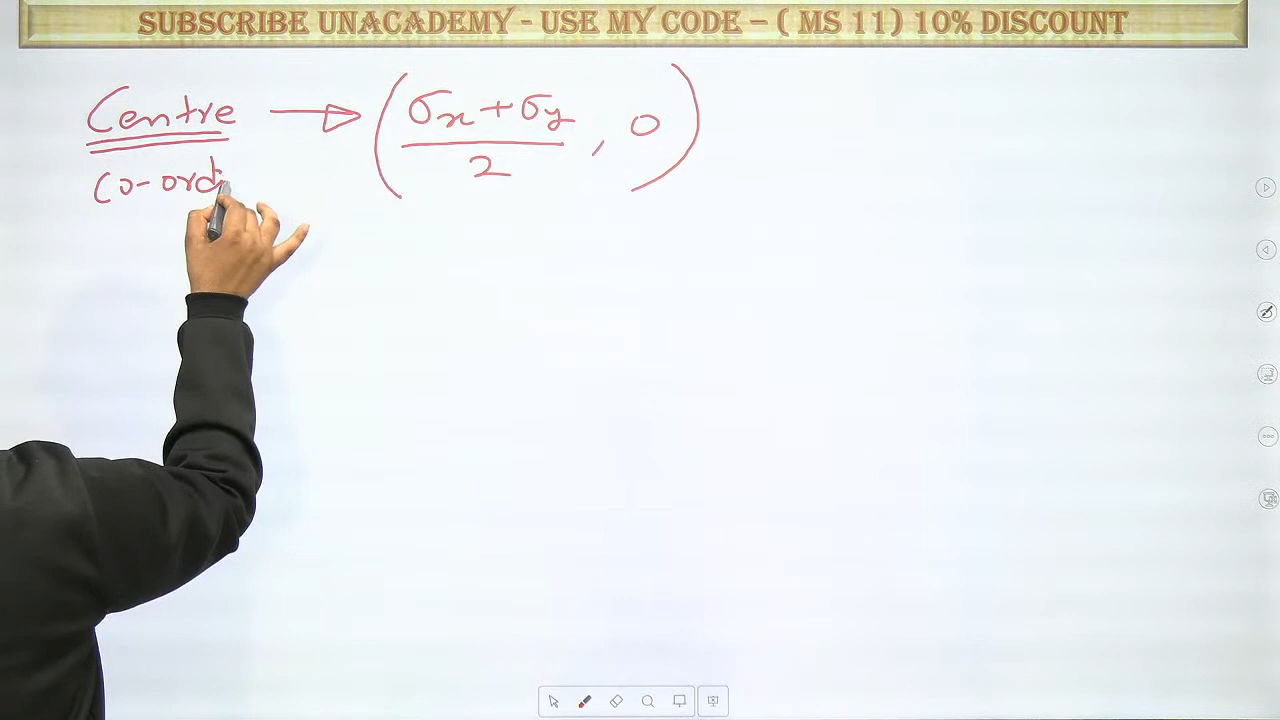 SUBSCRIBE UNACADEMY - USE MY CODE – ( MS 11) 10% DISCOUNT
Centre → (σx+σy/2, 0)
Co-ord